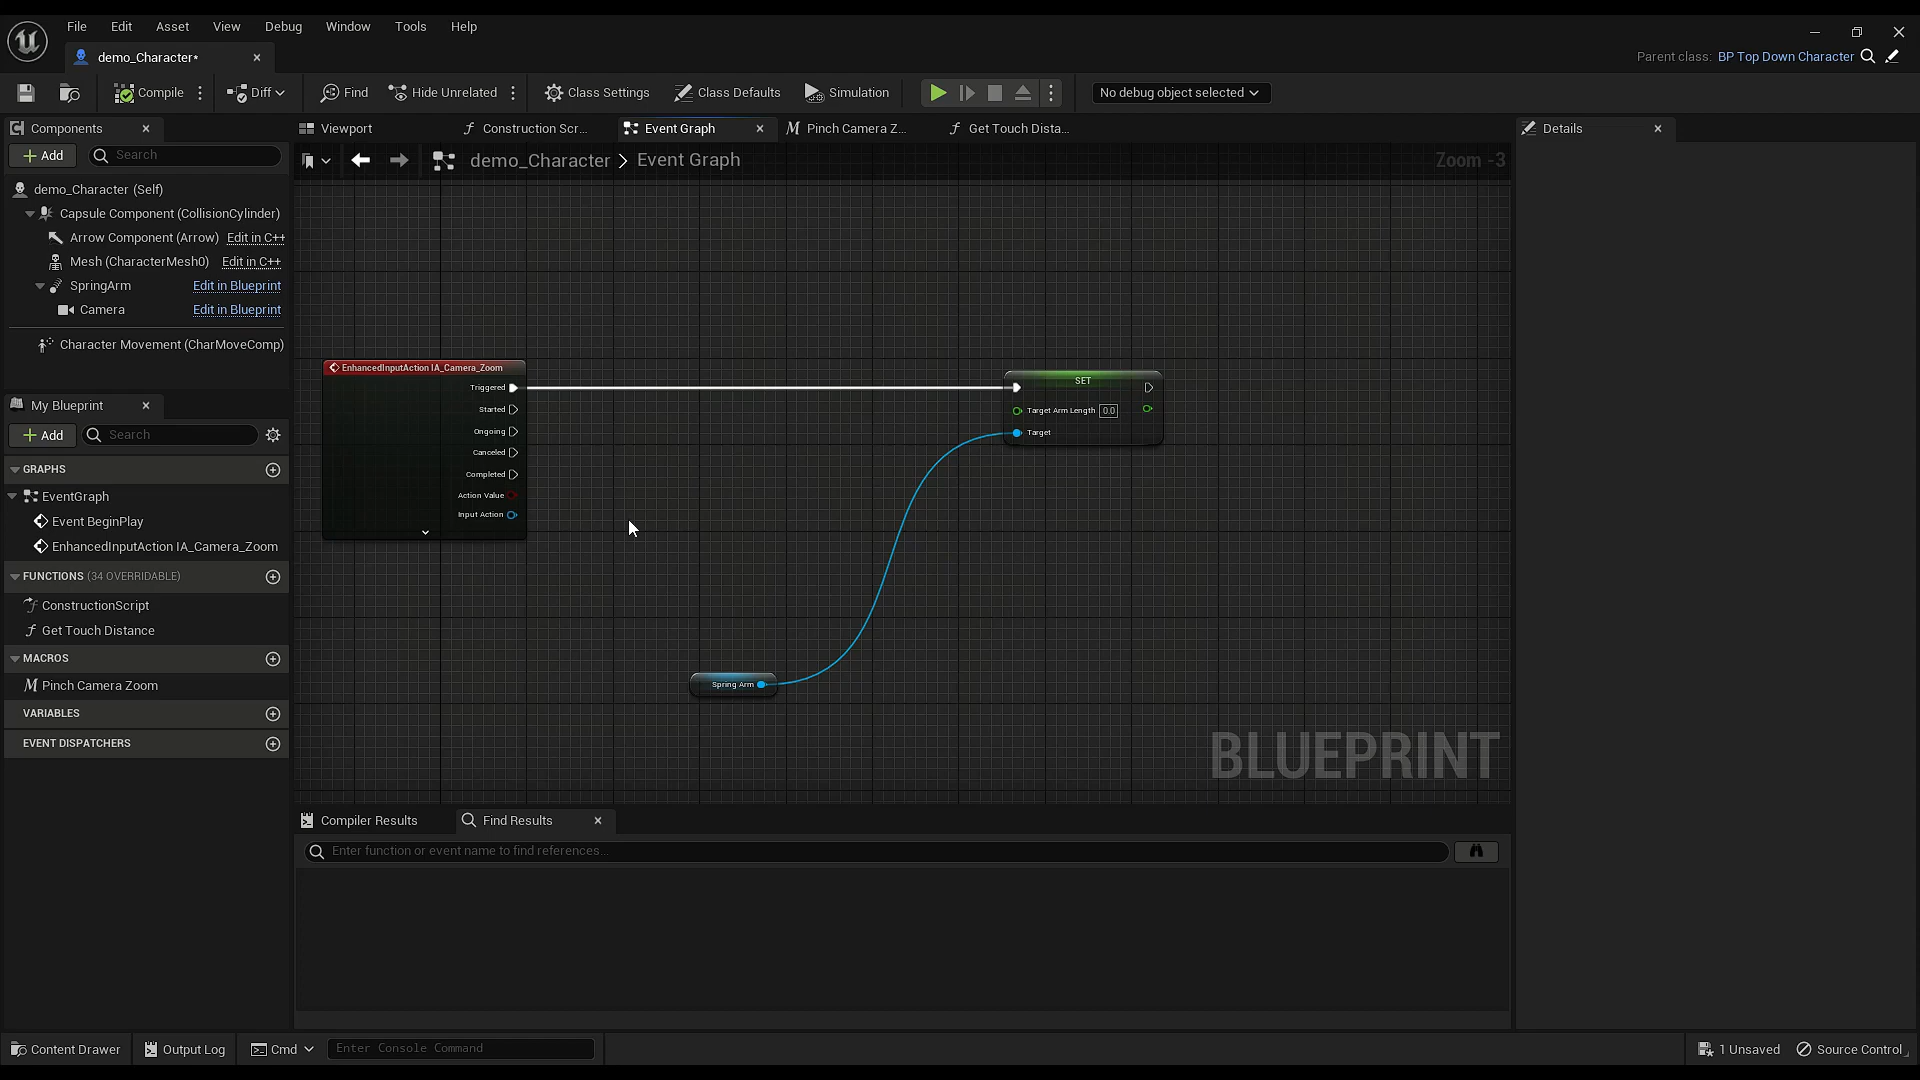 File Edit Asset View Debug Window Tools Help
demo_Character*
Parent class: BP Top Down Character
Compile Diff Find Hide Unrelated Class Settings Class Defaults Simulation No debug object selected
Components Viewport Construction Scr... Event Graph Pinch Camera Z... Get Touch Dista... Details
Add Search
demo_Character > Event Graph Zoom -3
demo_Character (Self)
Capsule Component (CollisionCylinder)
Arrow Component (Arrow) Edit in C++
Mesh (CharacterMesh0) Edit in C++
SpringArm Edit in Blueprint
Camera Edit in Blueprint
Character Movement (CharMoveComp)
EnhancedInputAction IA_Camera_Zoom
Triggered
Started
Ongoing
Canceled
Completed
Action Value
Input Action
SET
Target Arm Length 0.0
Target
Spring Arm
BLUEPRINT
My Blueprint
Add Search
GRAPHS
EventGraph
Event BeginPlay
EnhancedInputAction IA_Camera_Zoom
FUNCTIONS (34 OVERRIDABLE)
ConstructionScript
Get Touch Distance
MACROS
Pinch Camera Zoom
VARIABLES
EVENT DISPATCHERS
Compiler Results Find Results
Enter function or event name to find references...
Content Drawer Output Log Cmd Enter Console Command 1 Unsaved Source Control